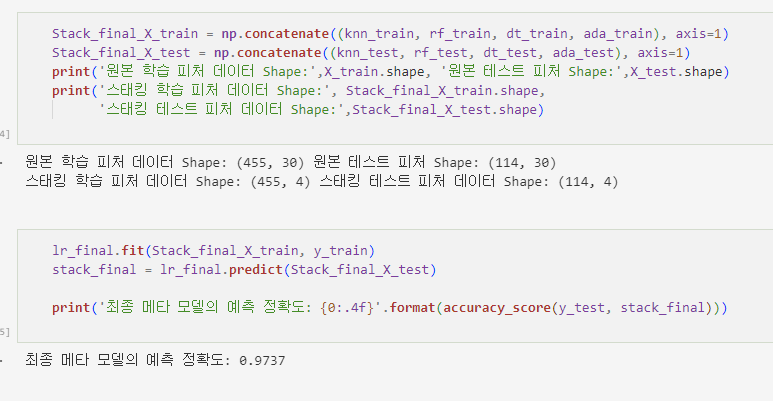 Stack_final_X_train = np.concatenate((knn_train, rf_train, dt_train, ada_train), axis=1)
Stack_final_X_test = np.concatenate((knn_test, rf_test, dt_test, ada_test), axis=1)
print('원본 학습 피처 데이터 Shape:',X_train.shape, '원본 테스트 피처 Shape:',X_test.shape)
print('스태킹 학습 피처 데이터 Shape:', Stack_final_X_train.shape,
'스태킹 테스트 피처 데이터 Shape:',Stack_final_X_test.shape)
4]
원본 학습 피처 데이터 Shape: (455, 30) 원본 테스트 피처 Shape: (114, 30)
스태킹 학습 피처 데이터 Shape: (455, 4) 스태킹 테스트 피처 데이터 Shape: (114, 4)
lr_final.fit(Stack_final_X_train, y_train)
stack_final = lr_final.predict(Stack_final_X_test)
print('최종 메타 모델의 예측 정확도: {0:.4f}'.format(accuracy_score(y_test, stack_final)))
5]
최종 메타 모델의 예측 정확도: 0.9737